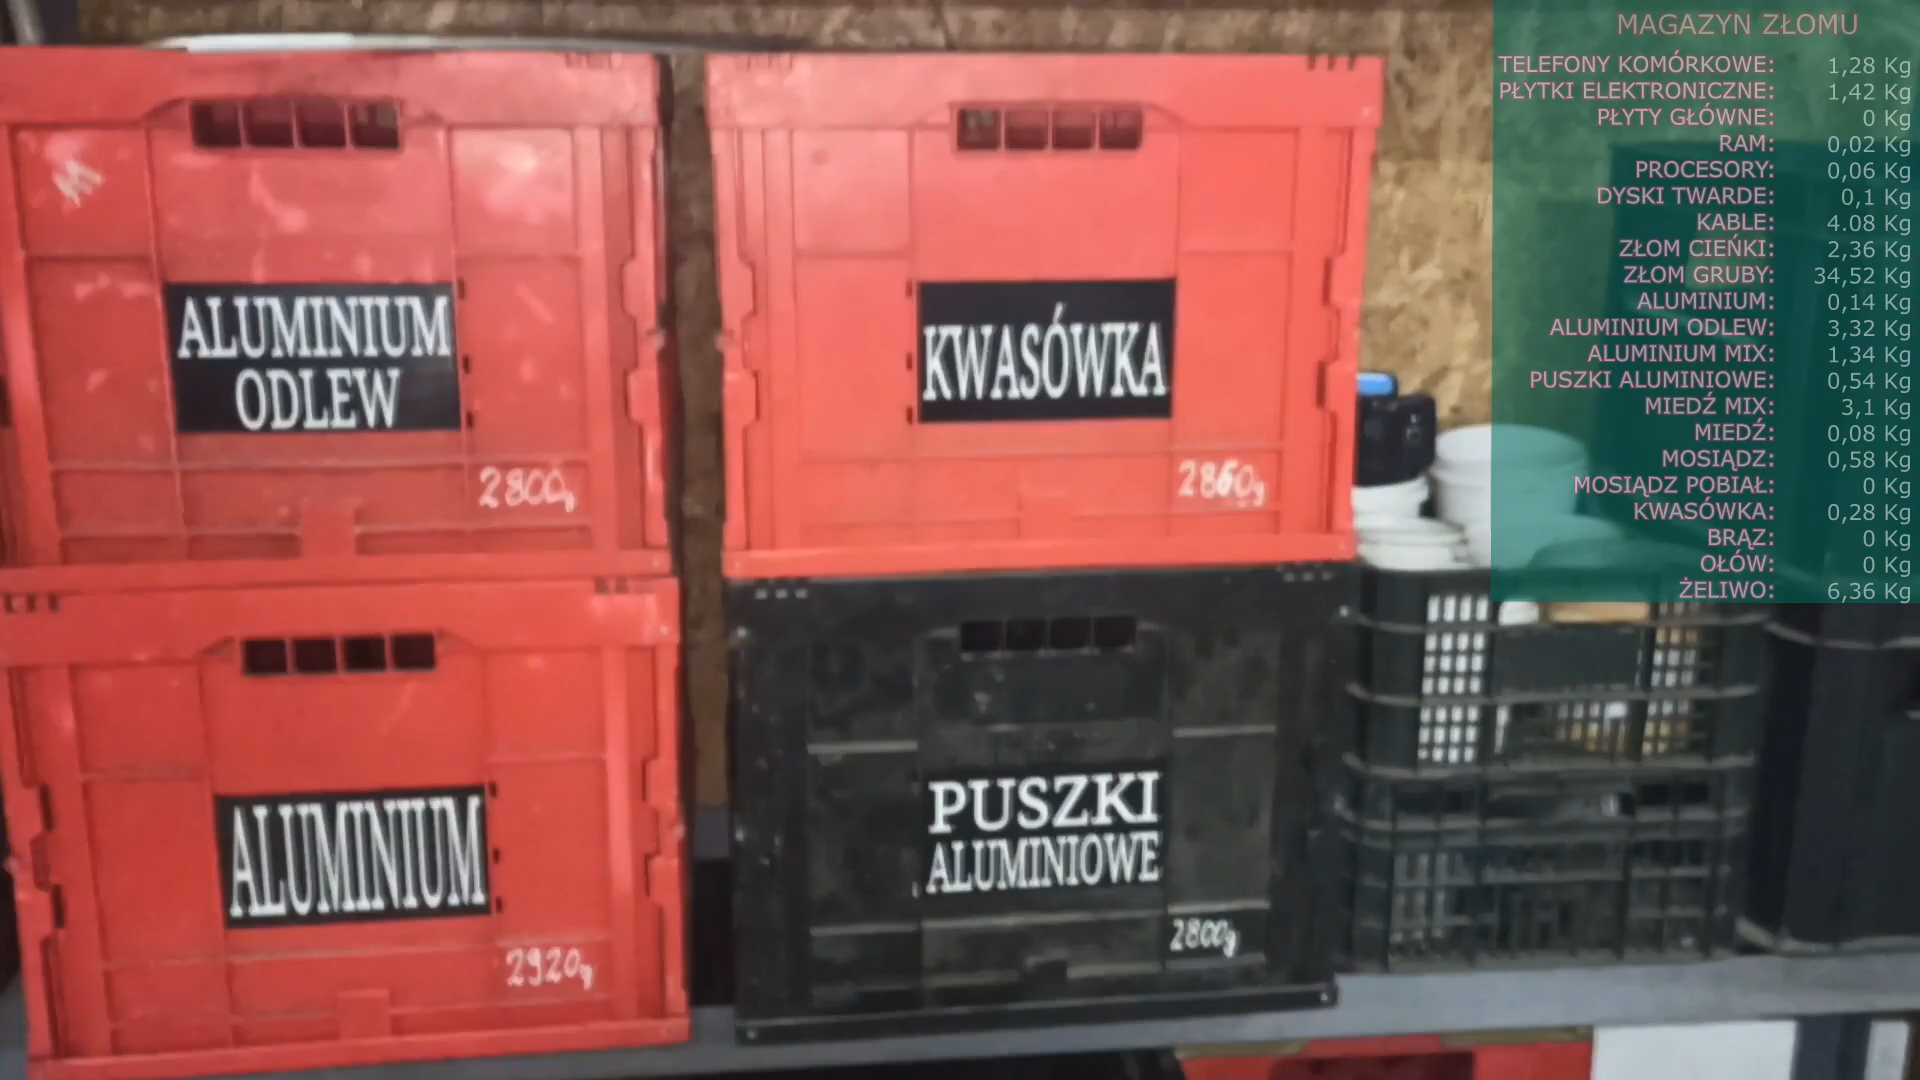 MAGAZYN ZŁOMU
TELEFONY KOMÓRKOWE: 1,28 Kg
PŁYTKI ELEKTRONICZNE: 1,42 Kg
PŁYTY GŁÓWNE: 0 Kg
RAM: 0,02 Kg
PROCESORY: 0,06 Kg
DYSKI TWARDE: 0,1 Kg
KABLE: 4.08 Kg
ZŁOM CIEŃKI: 2,36 Kg
ZŁOM GRUBY: 34,52 Kg
ALUMINIUM: 0,14 Kg
ALUMINIUM ODLEW: 3,32 Kg
ALUMINIUM MIX: 1,34 Kg
PUSZKI ALUMINIOWE: 0,54 Kg
MIEDŹ MIX: 3,1 Kg
MIEDŹ: 0,08 Kg
MOSIĄDZ: 0,58 Kg
MOSIĄDZ POBIAŁ: 0 Kg
KWASÓWKA: 0,28 Kg
BRĄZ: 0 Kg
OŁÓW: 0 Kg
ŻELIWO: 6,36 Kg
M
ALUMINIUM
ODLEW
2800g
KWASÓWKA
2860g
ALUMINIUM
2920g
PUSZKI
ALUMINIOWE
2800g